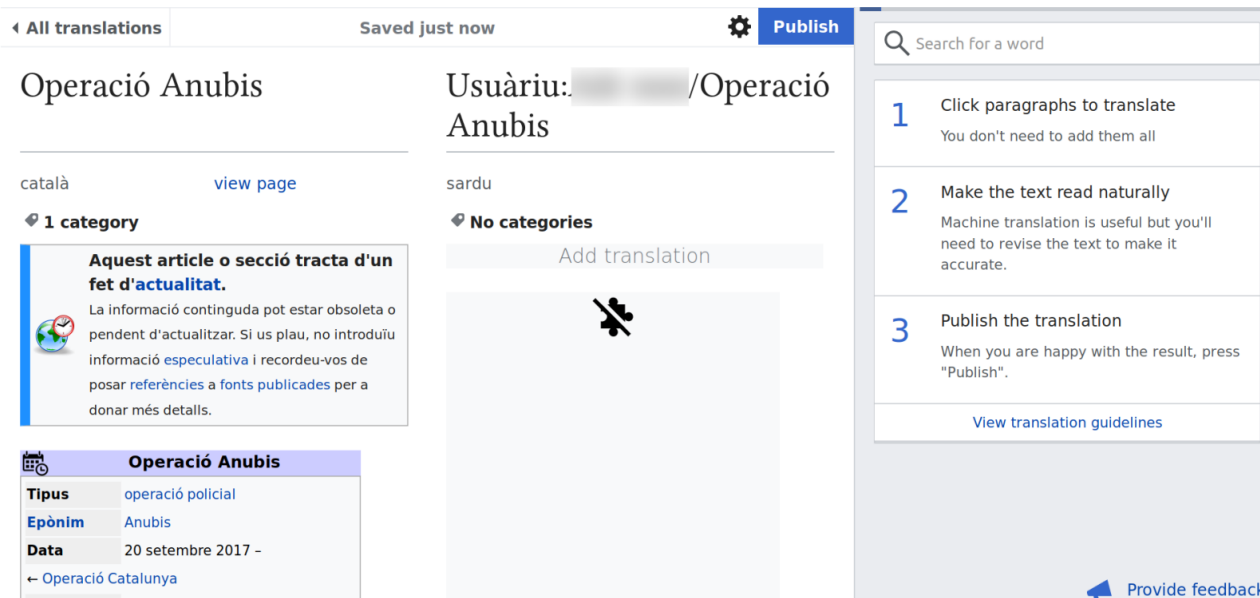 All translations
Saved just now
Publish
Operació Anubis
català
view page
1 category
Aquest article o secció tracta d'un
fet d'actualitat.
La informació continguda pot estar obsoleta o
pendent d'actualitzar. Si us plau, no introduïu
informació especulativa i recordeu-vos de
posar referències a fonts publicades per a
donar més detalls.
Operació Anubis
Tipus operació policial
Epònim Anubis
Data 20 setembre 2017 –
← Operació Catalunya
Usuàriu: /Operació
Anubis
sardu
No categories
Add translation
Search for a word
1 Click paragraphs to translate
You don't need to add them all
2 Make the text read naturally
Machine translation is useful but you'll
need to revise the text to make it
accurate.
3 Publish the translation
When you are happy with the result, press
"Publish".
View translation guidelines
Provide feedback